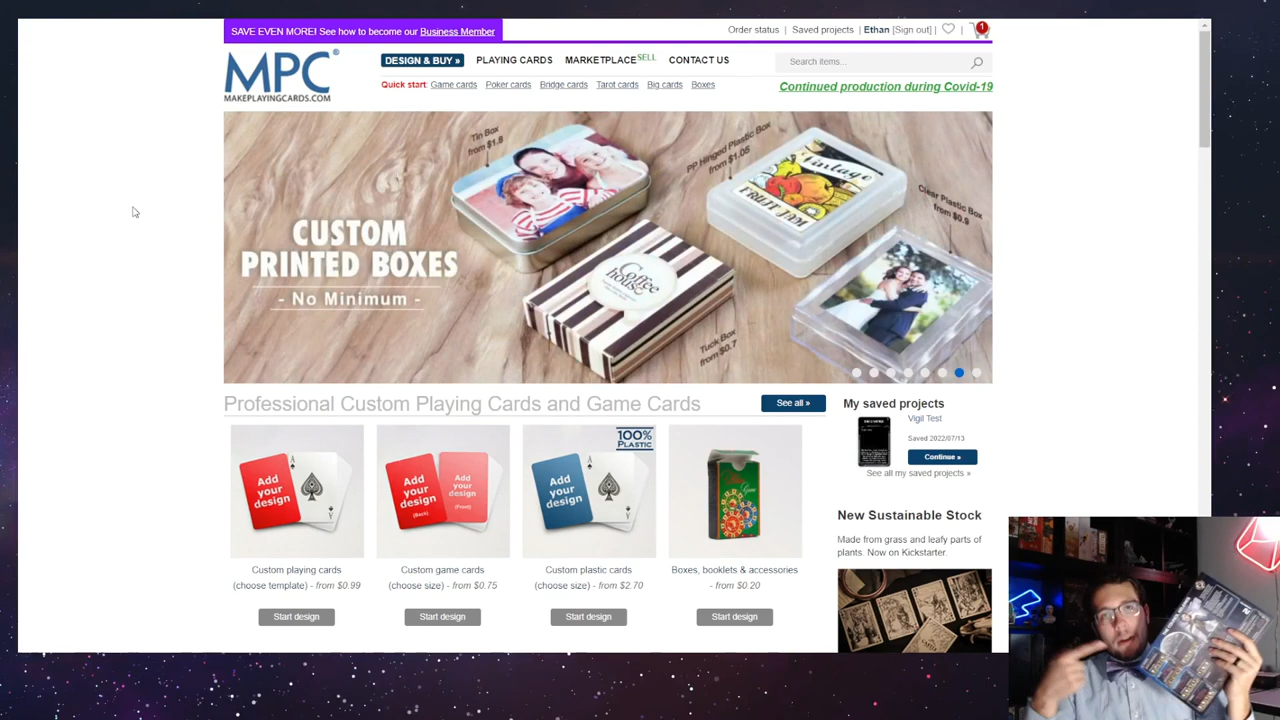 SAVE EVEN MORE! See how to become our Business Member
Order status | Saved projects | Ethan [Sign out] | | 1
MPC®
MAKEPLAYINGCARDS.COM
DESIGN & BUY » PLAYING CARDS MARKETPLACE SELL CONTACT US
Search items...
Quick start: Game cards Poker cards Bridge cards Tarot cards Big cards Boxes
Continued production during Covid-19
Tin Box
from $1.8
PP Hinged Plastic Box
from $1.05
Vintage
FRUIT JAM
Clear Plastic Box
from $0.9
CUSTOM
PRINTED BOXES
- No Minimum -
Coffee
house
Tuck Box
from $0.7
Professional Custom Playing Cards and Game Cards
See all »
My saved projects
Vigil Test
Saved 2022/07/13
Continue »
See all my saved projects »
Add
your
design
A
A
Add
your
design
(Back)
Add
your
design
(Front)
100%
PLASTIC
Add
your
design
A
A
Custom playing cards
(choose template) - from $0.99
Start design
Custom game cards
(choose size) - from $0.75
Start design
Custom plastic cards
(choose size) - from $2.70
Start design
Boxes, booklets & accessories
- from $0.20
Start design
New Sustainable Stock
Made from grass and leafy parts of
plants. Now on Kickstarter.